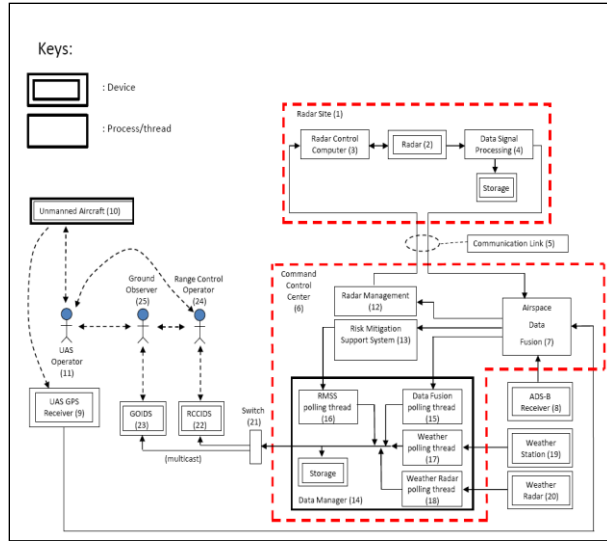 Keys:
: Device
: Process/thread
Radar Site (1)
Radar Control
Computer (3)
Radar (2)
Data Signal
Processing (4)
Storage
Unmanned Aircraft (10)
Communication Link (5)
Ground
Observer
(25)
Range Control
Operator
(24)
Command
Control
Center
(6)
Radar Management
(12)
Airspace
Data
Fusion (7)
Risk Mitigation
Support System (13)
UAS
Operator
(11)
UAS GPS
Receiver (9)
GOIDS
(23)
RCCIDS
(22)
Switch
(21)
(multicast)
RMSS
polling thread
(16)
Data Fusion
polling thread
(15)
Weather
polling thread
(17)
Storage
Weather Radar
polling thread
(18)
Data Manager (14)
ADS-B
Receiver (8)
Weather
Station (19)
Weather
Radar (20)